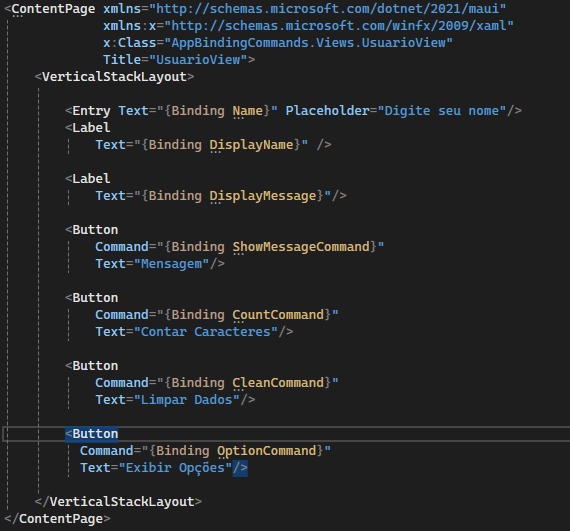 <ContentPage xmlns="http://schemas.microsoft.com/dotnet/2021/maui"
xmlns:x="http://schemas.microsoft.com/winfx/2009/xaml"
x:Class="AppBindingCommands.Views.UsuarioView"
Title="UsuarioView">
<VerticalStackLayout>
<Entry Text="{Binding Name}" Placeholder="Digite seu nome"/>
<Label
Text="{Binding DisplayName}" />
<Label
Text="{Binding DisplayMessage}"/>
<Button
Command="{Binding ShowMessageCommand}"
Text="Mensagem"/>
<Button
Command="{Binding CountCommand}"
Text="Contar Caracteres"/>
<Button
Command="{Binding CleanCommand}"
Text="Limpar Dados"/>
<Button
Command="{Binding OptionCommand}"
Text="Exibir Opções"/>
</VerticalStackLayout>
</ContentPage>